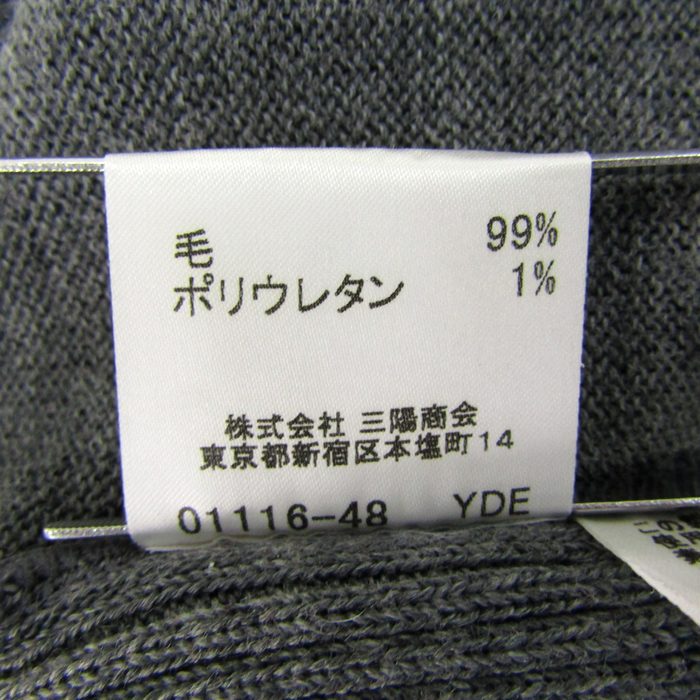 毛 99%
ポリウレタン 1%
株式会社 三陽商会
東京都新宿区本塩町14
01116-48 YDE